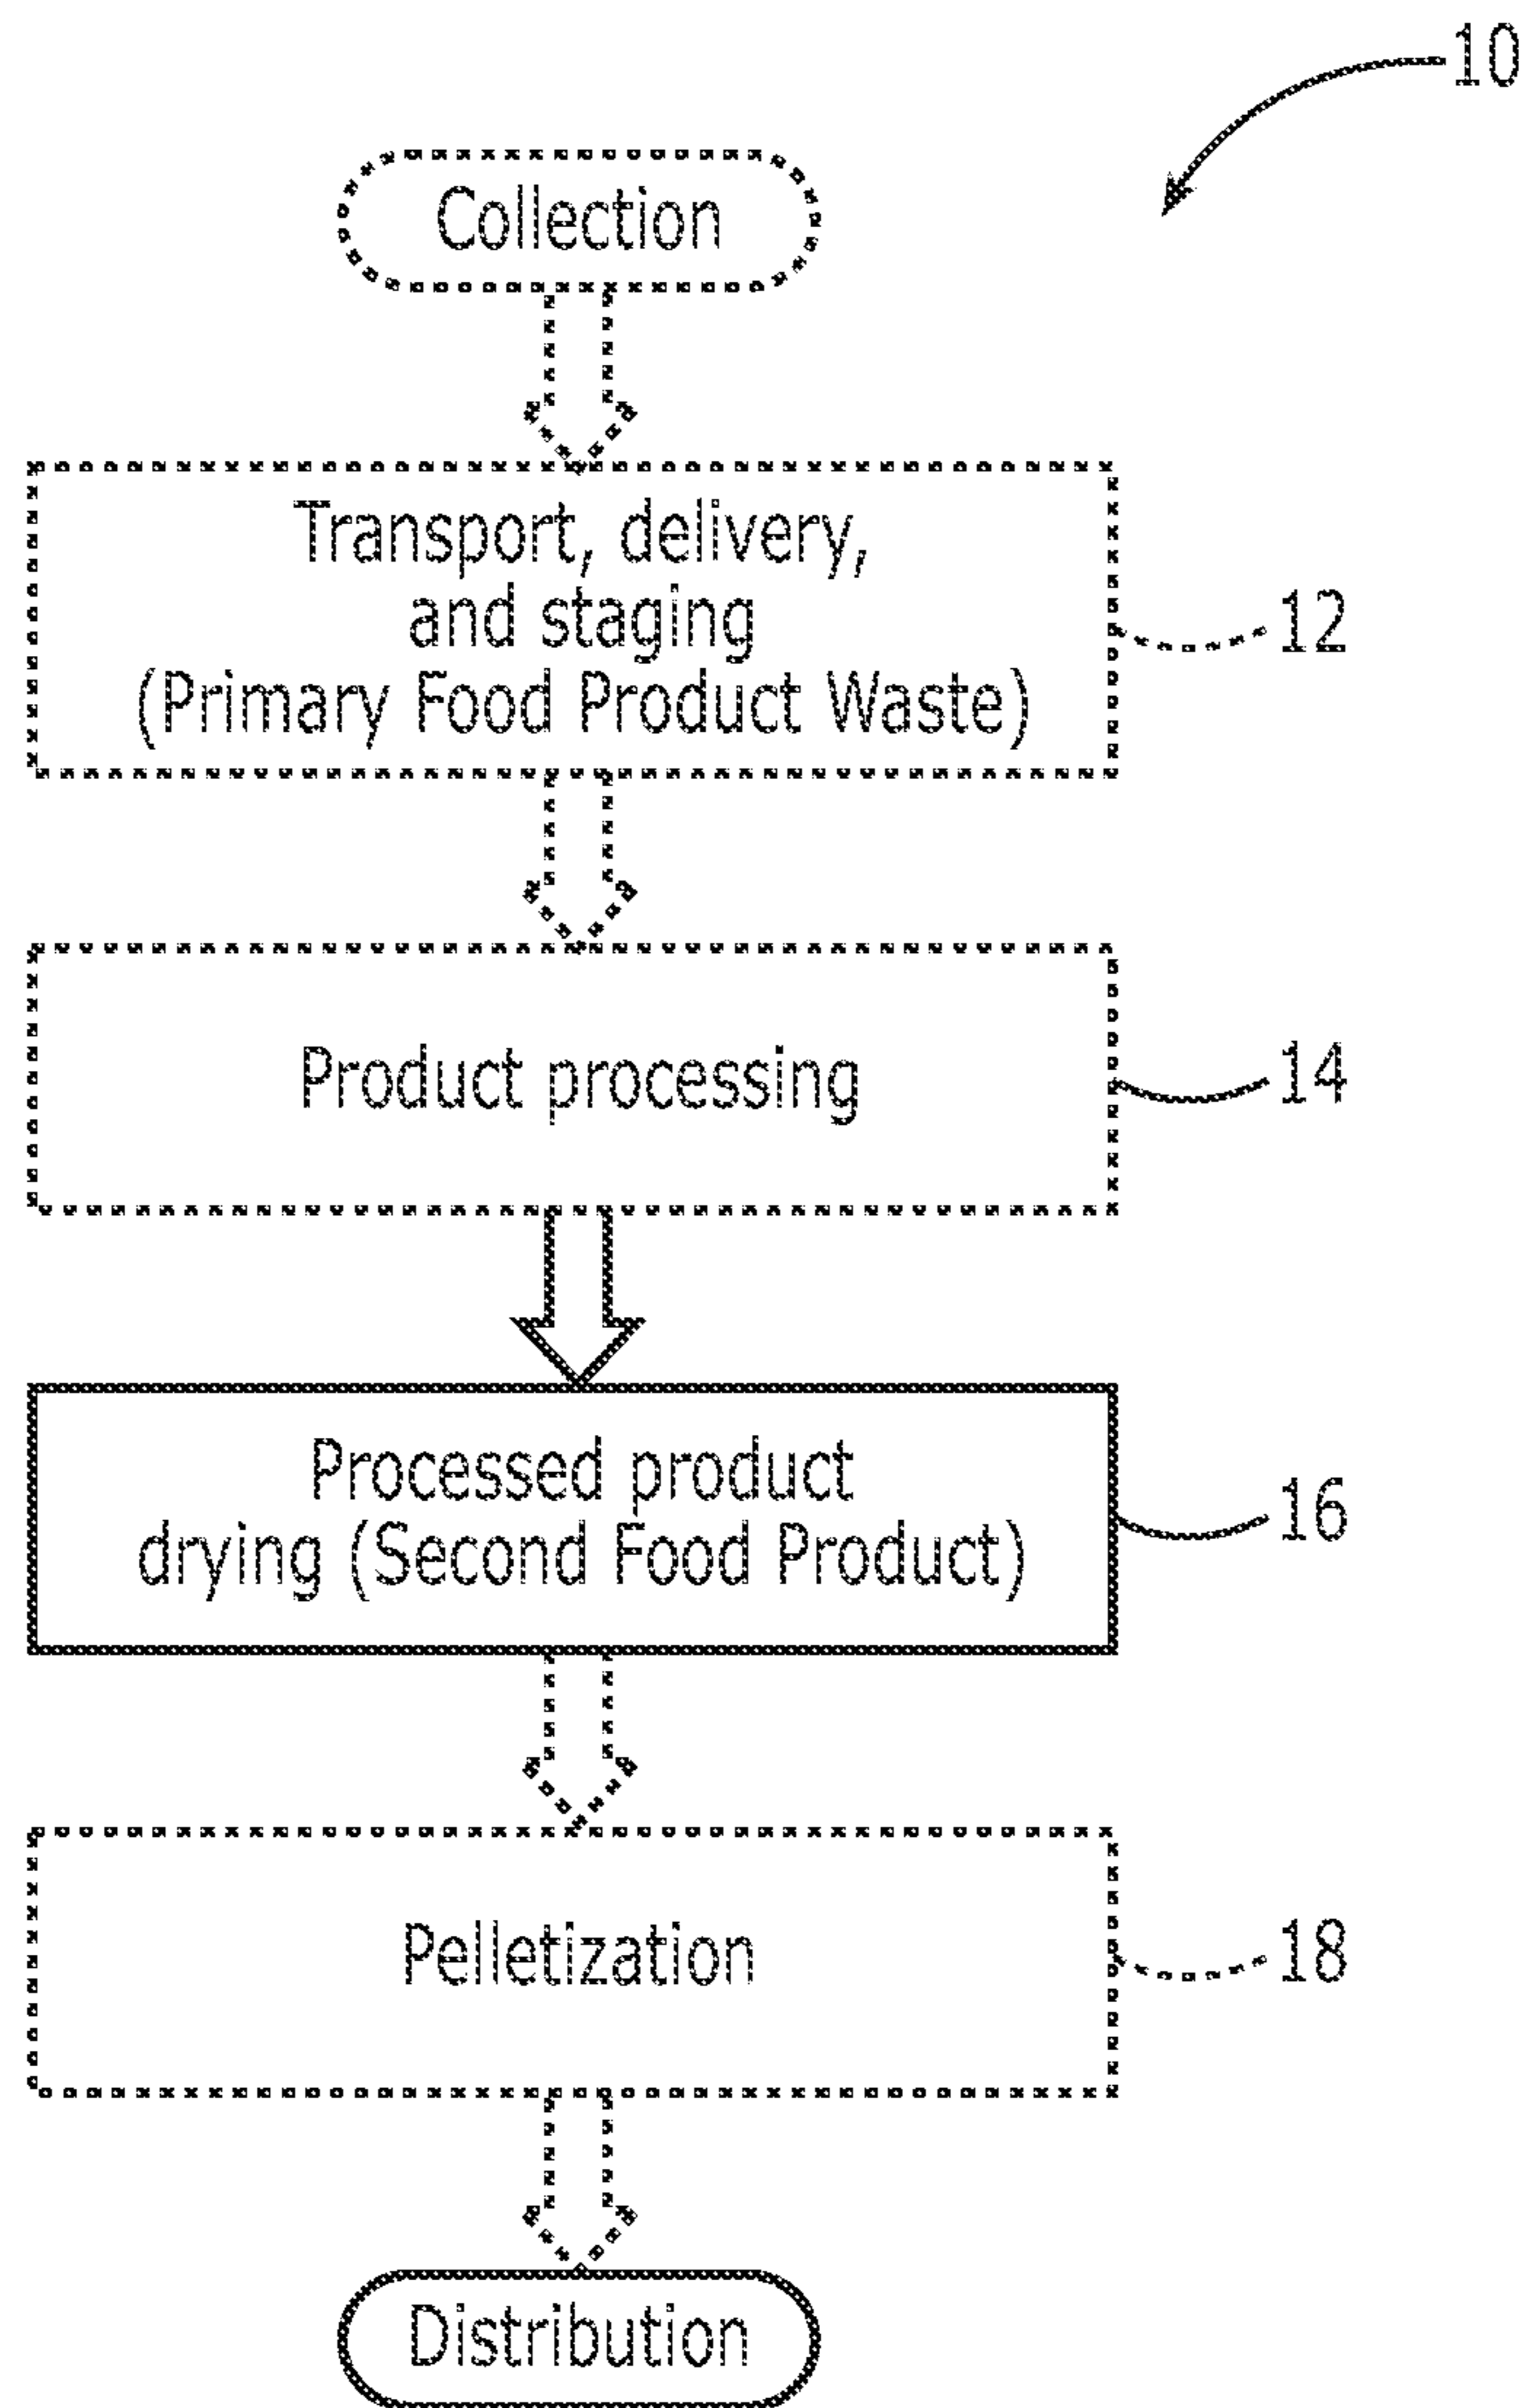 10
Collection
Transport, delivery,
and staging
(Primary Food Product Waste)
12
Product processing
14
Processed product
drying (Second Food Product)
16
Pelletization
18
Distribution